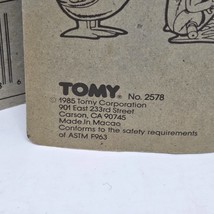 TOMY® No. 2578
© 1985 Tomy Corporation
901 East 233rd Street
Carson, CA 90745
Made In Macao
Conforms to the safety requirements
of ASTM F963
6